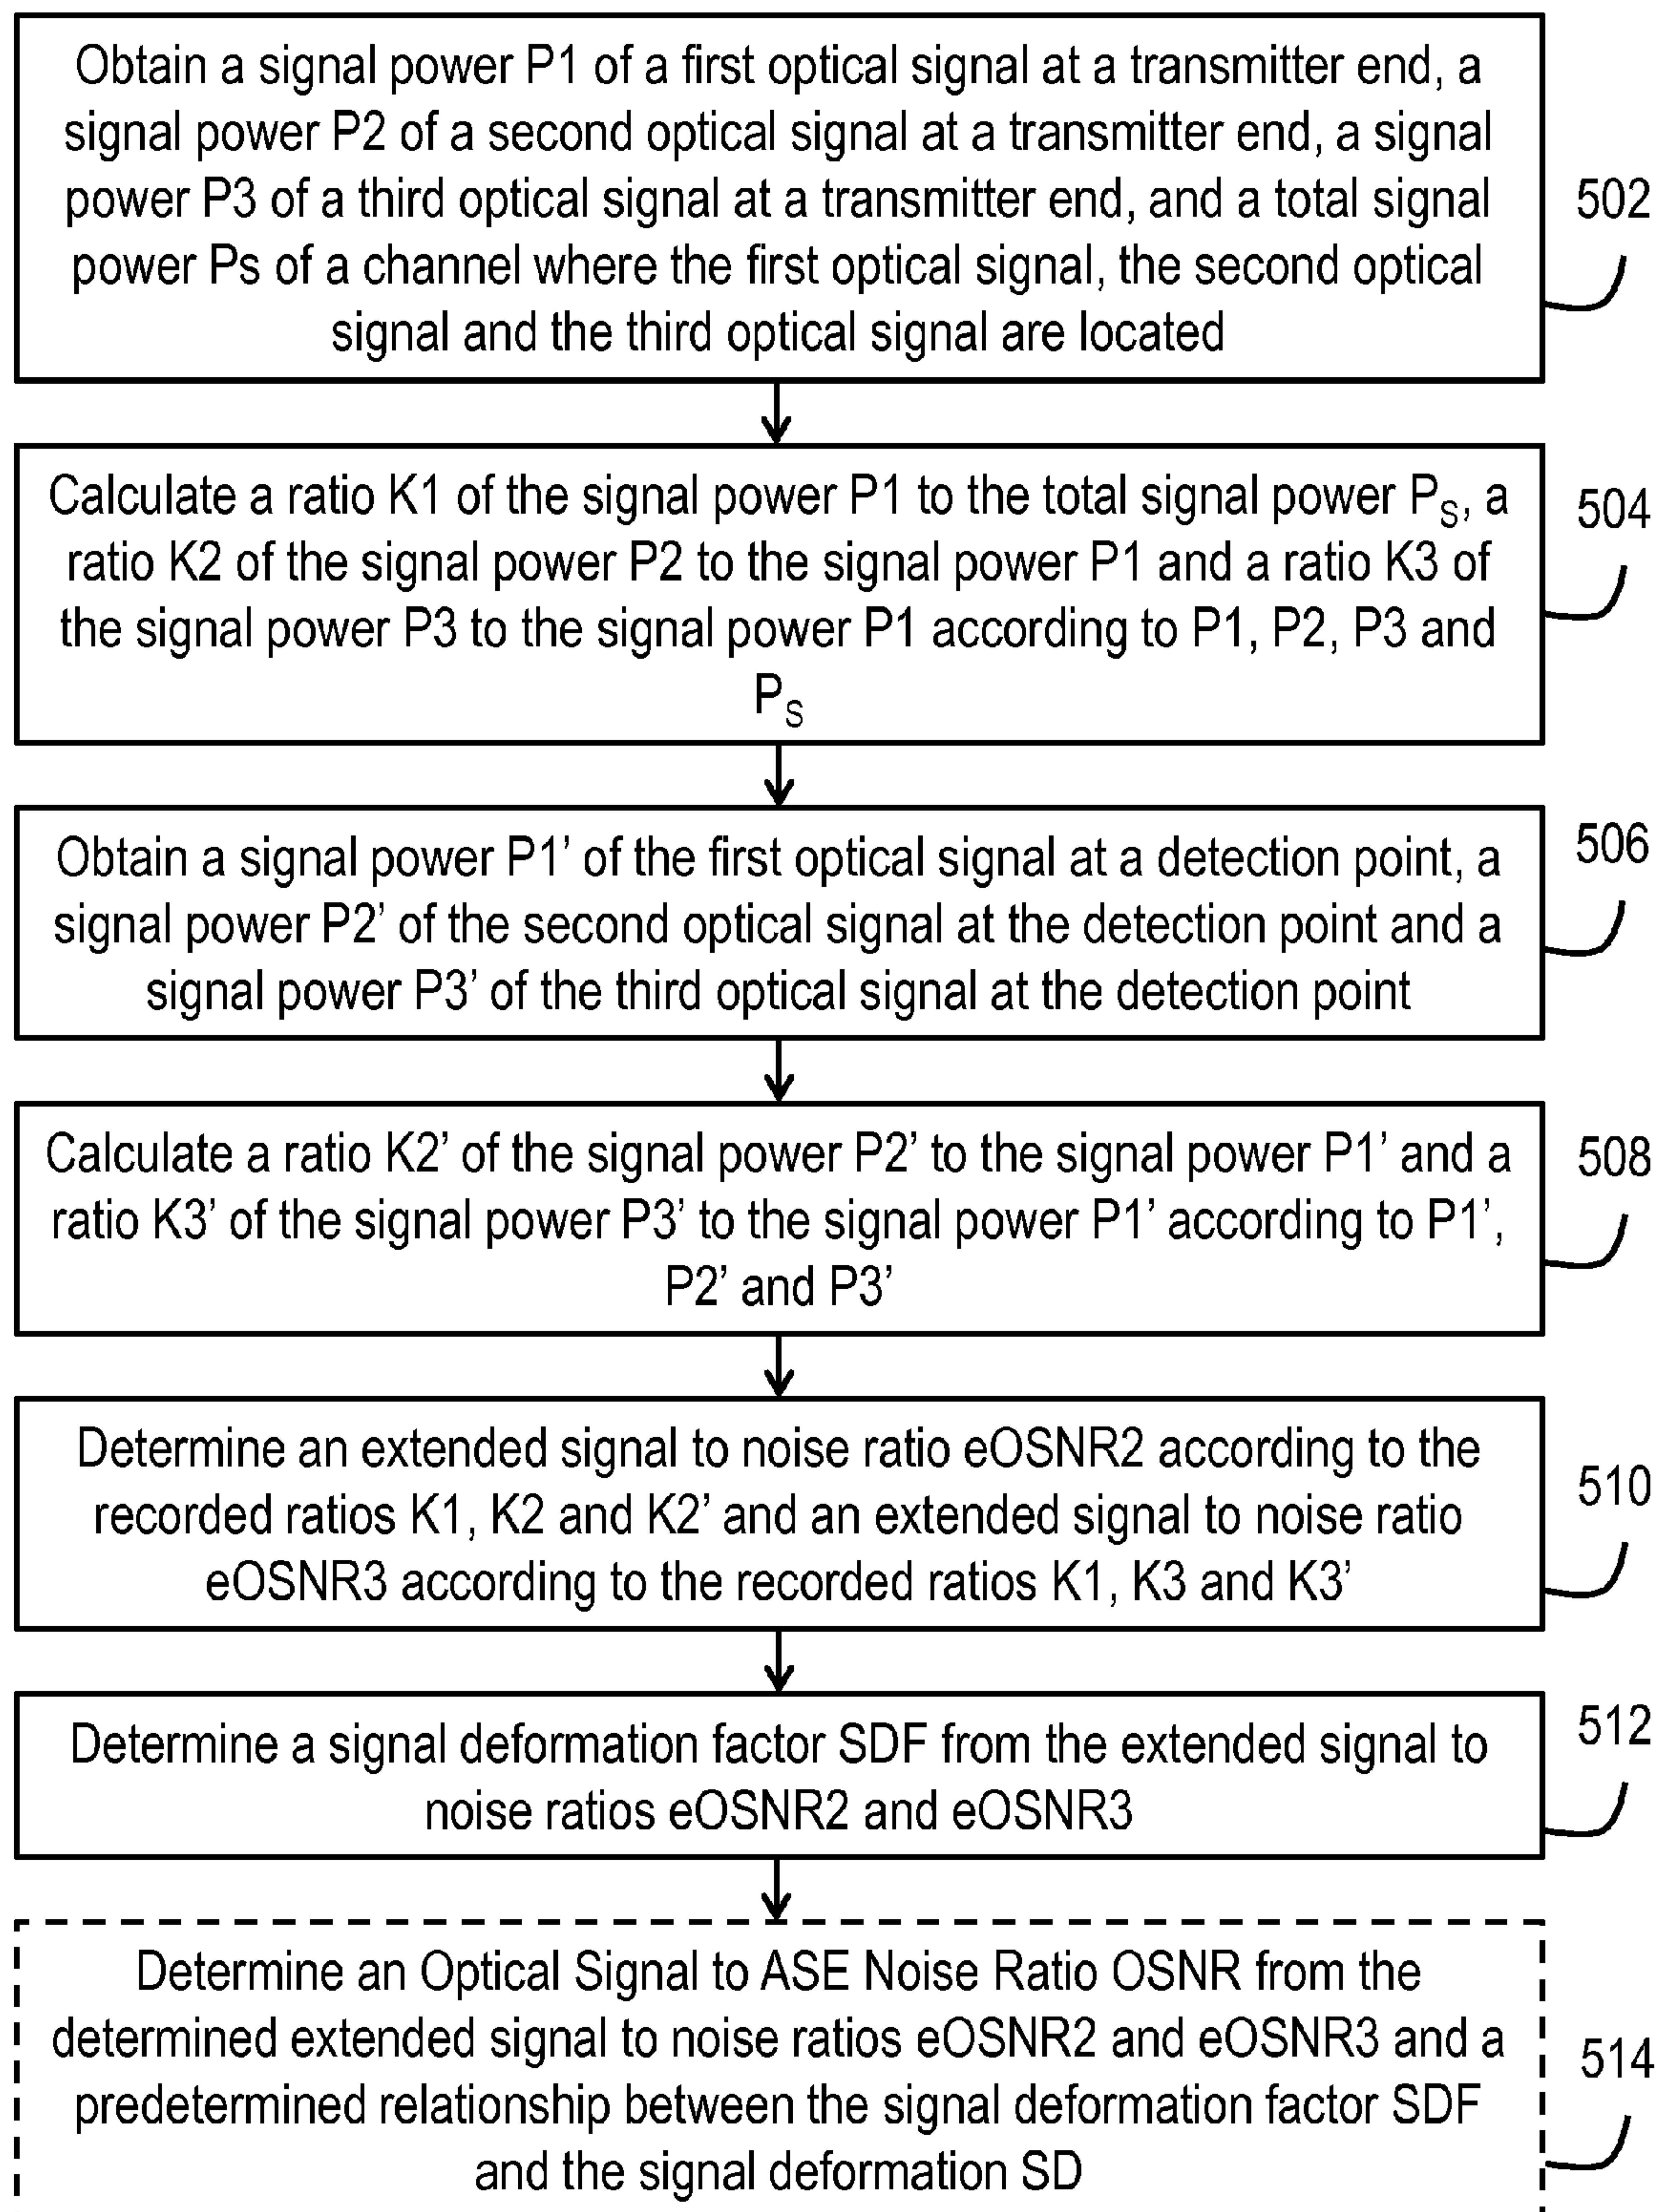 Obtain a signal power P1 of a first optical signal at a transmitter end, a
signal power P2 of a second optical signal at a transmitter end, a signal
power P3 of a third optical signal at a transmitter end, and a total signal
power Ps of a channel where the first optical signal, the second optical
signal and the third optical signal are located
502
Calculate a ratio K1 of the signal power P1 to the total signal power PS, a
ratio K2 of the signal power P2 to the signal power P1 and a ratio K3 of
the signal power P3 to the signal power P1 according to P1, P2, P3 and
PS
504
Obtain a signal power P1’ of the first optical signal at a detection point, a
signal power P2’ of the second optical signal at the detection point and a
signal power P3’ of the third optical signal at the detection point
506
Calculate a ratio K2’ of the signal power P2’ to the signal power P1’ and a
ratio K3’ of the signal power P3’ to the signal power P1’ according to P1’,
P2’ and P3’
508
Determine an extended signal to noise ratio eOSNR2 according to the
recorded ratios K1, K2 and K2’ and an extended signal to noise ratio
eOSNR3 according to the recorded ratios K1, K3 and K3’
510
Determine a signal deformation factor SDF from the extended signal to
noise ratios eOSNR2 and eOSNR3
512
Determine an Optical Signal to ASE Noise Ratio OSNR from the
determined extended signal to noise ratios eOSNR2 and eOSNR3 and a
predetermined relationship between the signal deformation factor SDF
and the signal deformation SD
514